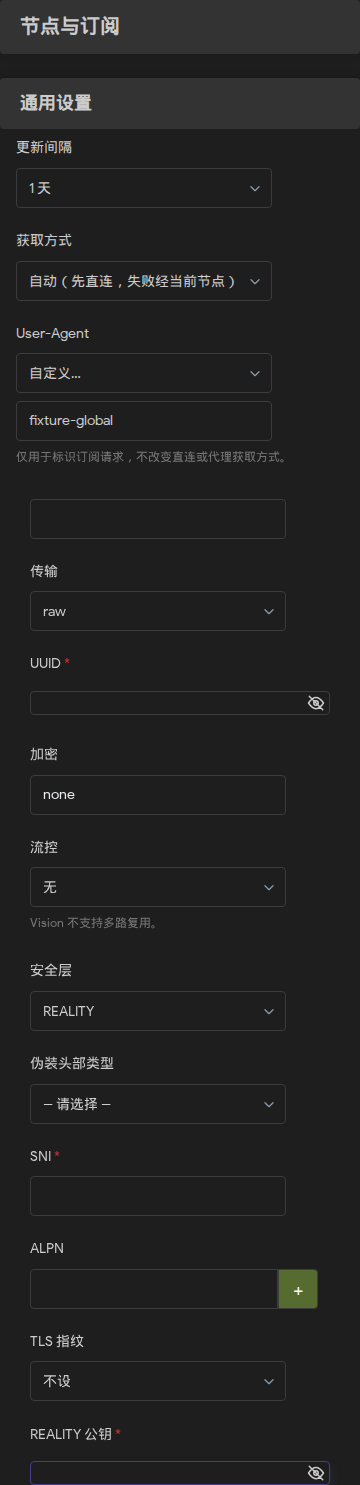 节点与订阅
通用设置
更新间隔
1 天
获取方式
自动（先直连，失败经当前节点）
User-Agent
自定义...
fixture-global
仅用于标识订阅请求，不改变直连或代理获取方式。
传输
raw
UUID *
加密
none
流控
无
Vision 不支持多路复用。
安全层
REALITY
伪装头部类型
-- 请选择 --
SNI *
ALPN
+
TLS 指纹
不设
REALITY 公钥 *